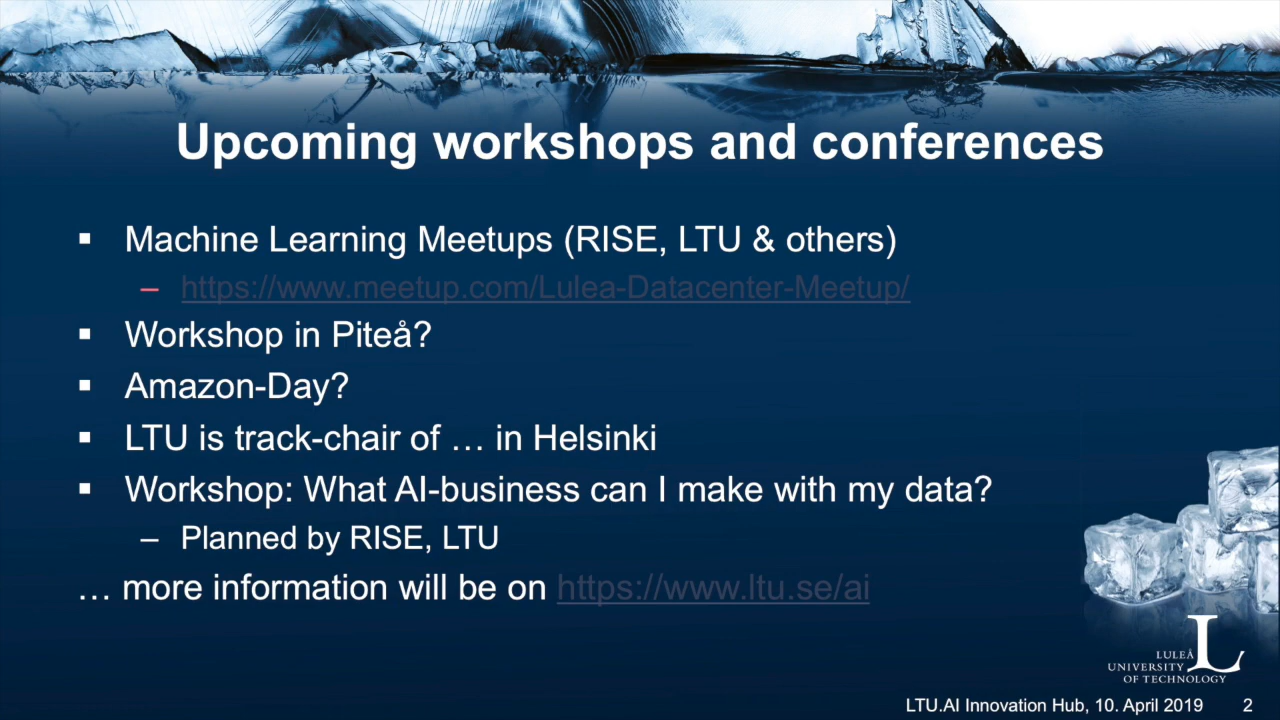 Upcoming workshops and conferences
▪ Machine Learning Meetups (RISE, LTU & others)
– https://www.meetup.com/Lulea-Datacenter-Meetup/
▪ Workshop in Piteå?
▪ Amazon-Day?
▪ LTU is track-chair of … in Helsinki
▪ Workshop: What AI-business can I make with my data?
– Planned by RISE, LTU
… more information will be on https://www.ltu.se/ai
L
LULEÅ
UNIVERSITY
OF TECHNOLOGY
LTU.AI Innovation Hub, 10. April 2019 2